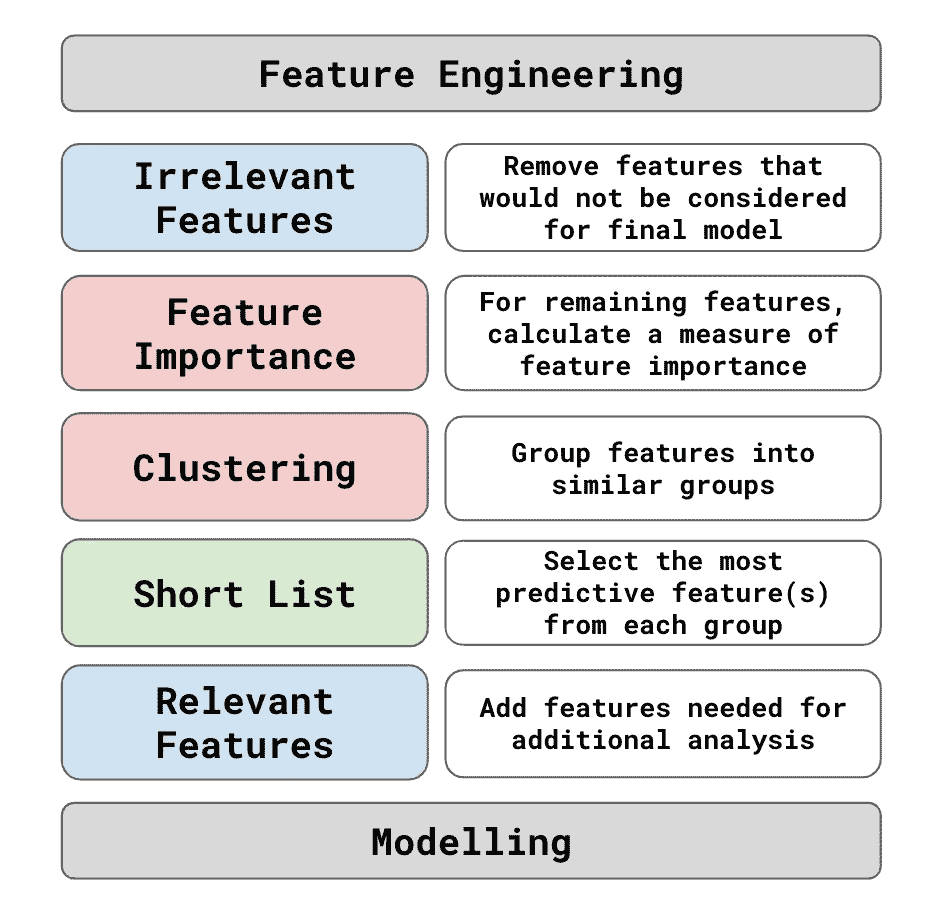 Feature Engineering
Irrelevant
Features
Remove features that
would not be considered
for final model
Feature
Importance
For remaining features,
calculate a measure of
feature importance
Clustering
Group features into
similar groups
Short List
Select the most
predictive feature(s)
from each group
Relevant
Features
Add features needed for
additional analysis
Modelling